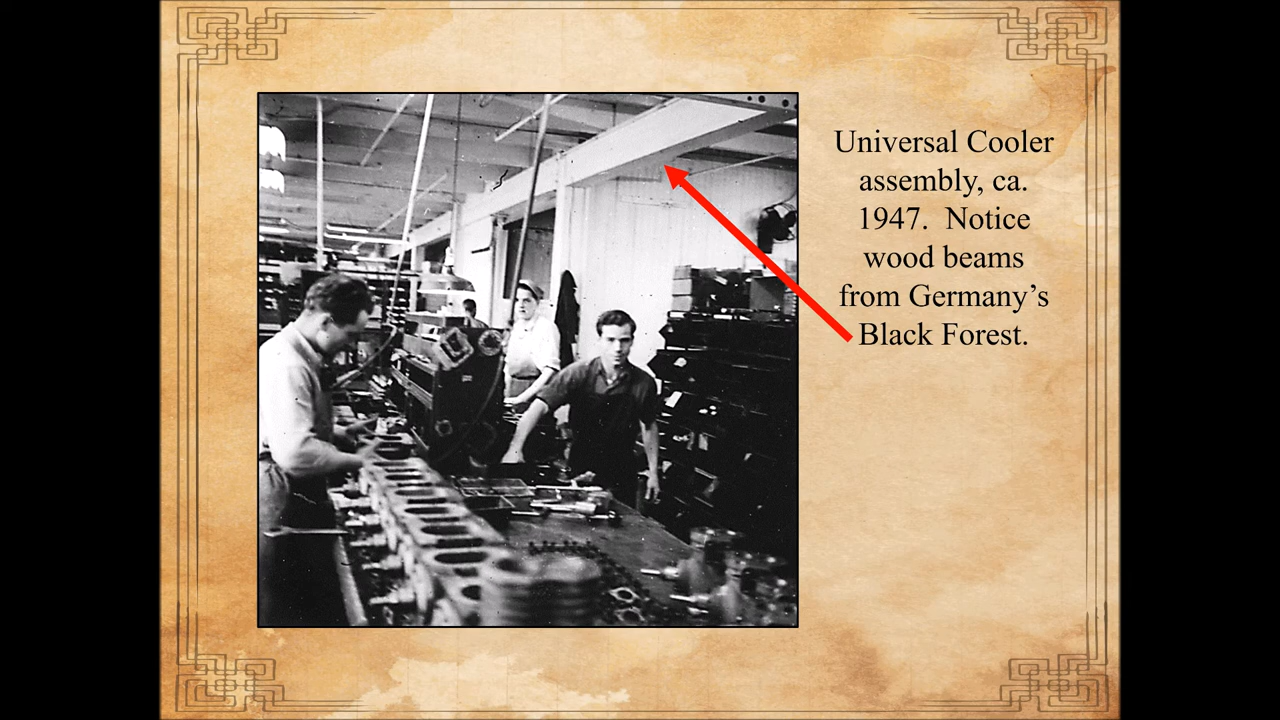 Universal Cooler
assembly, ca.
1947.  Notice
wood beams
from Germany’s
Black Forest.